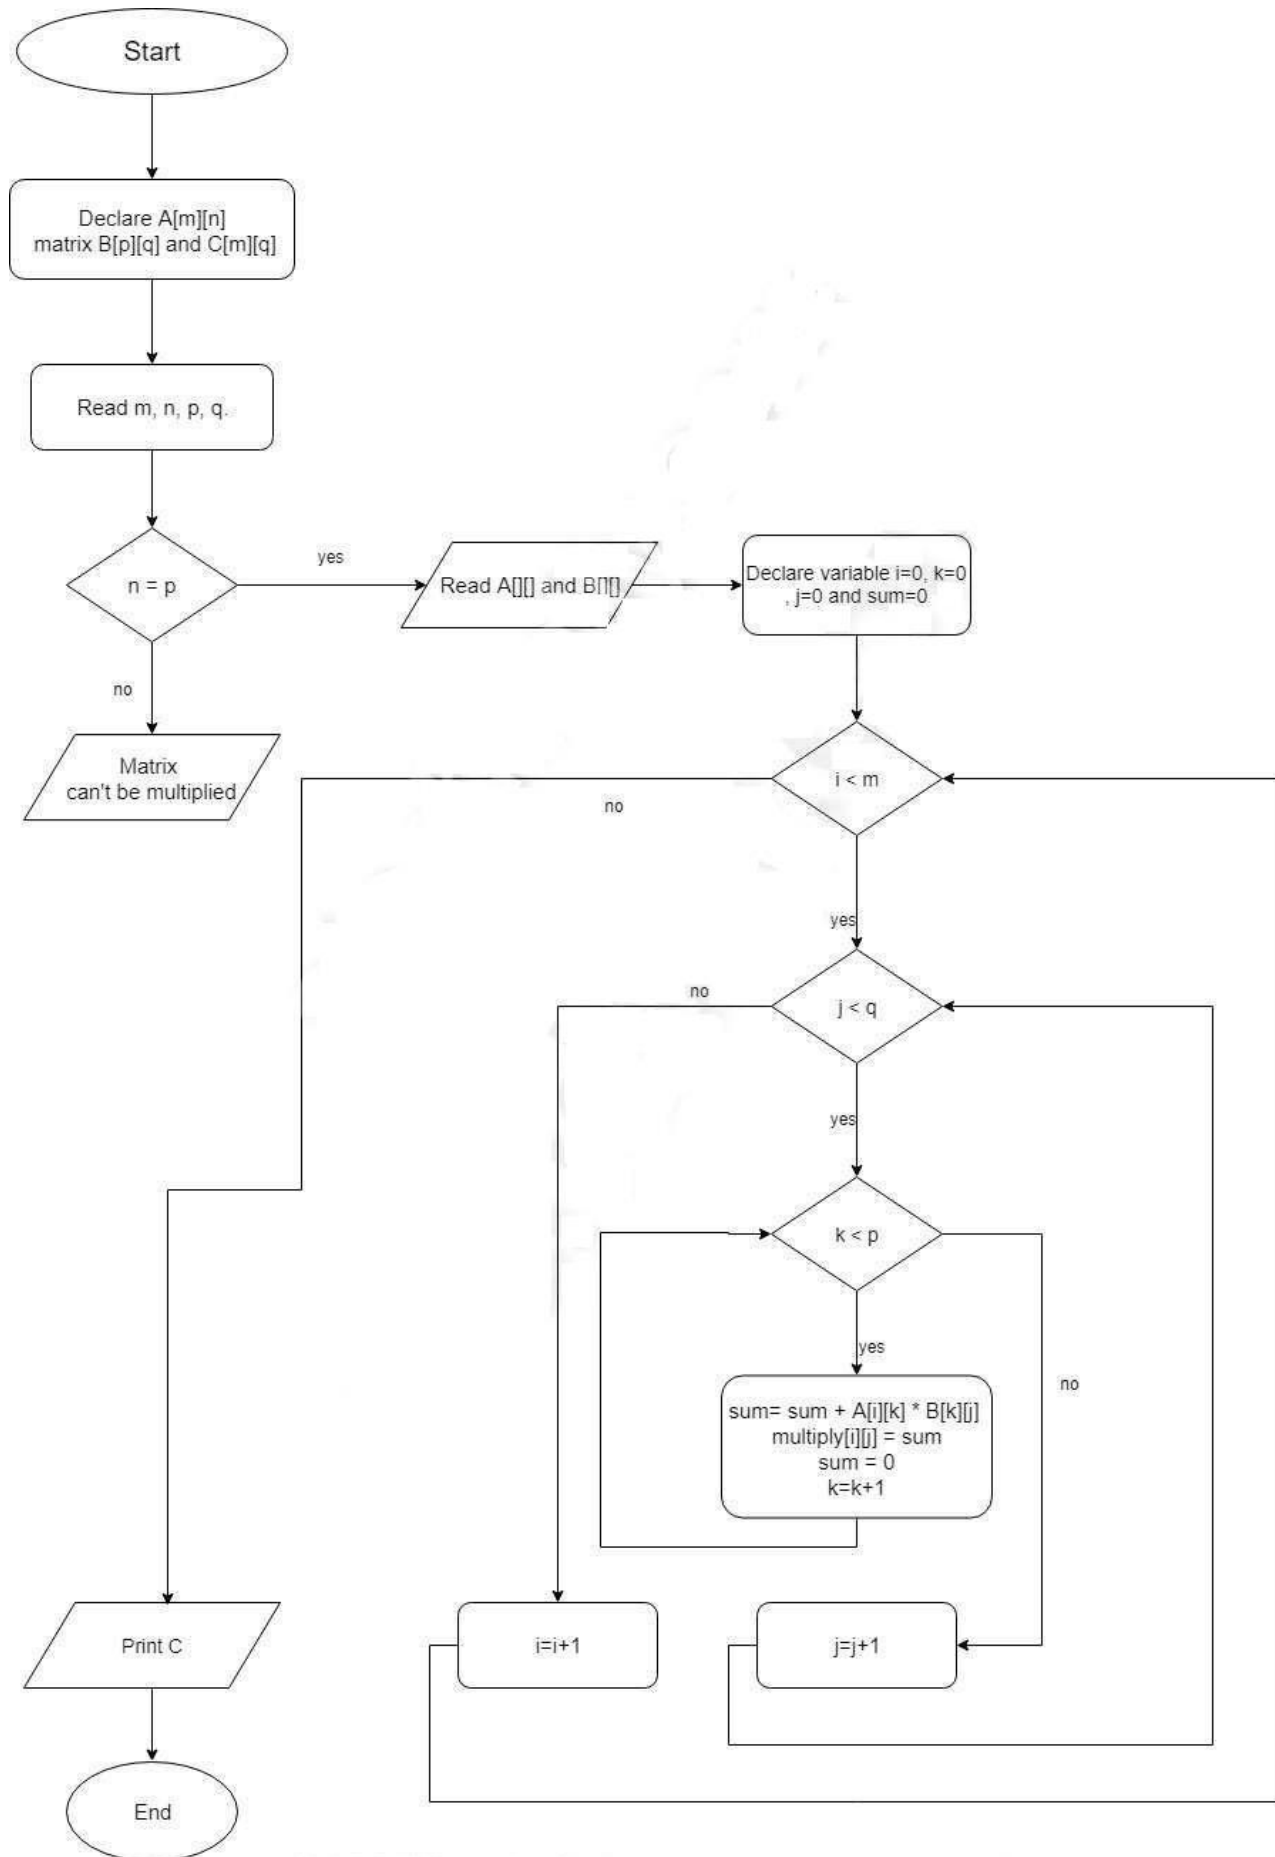 Start
Declare A[m][n]
matrix B[p][q] and C[m][q]
Read m, n, p, q.
n = p
yes
no
Read A[][] and B[][]
Declare variable i=0, k=0
, j=0 and sum=0
Matrix
can't be multiplied
i < m
no
yes
j < q
no
yes
k < p
yes
no
sum= sum + A[i][k] * B[k][j]
multiply[i][j] = sum
sum = 0
k=k+1
Print C
i=i+1
j=j+1
End